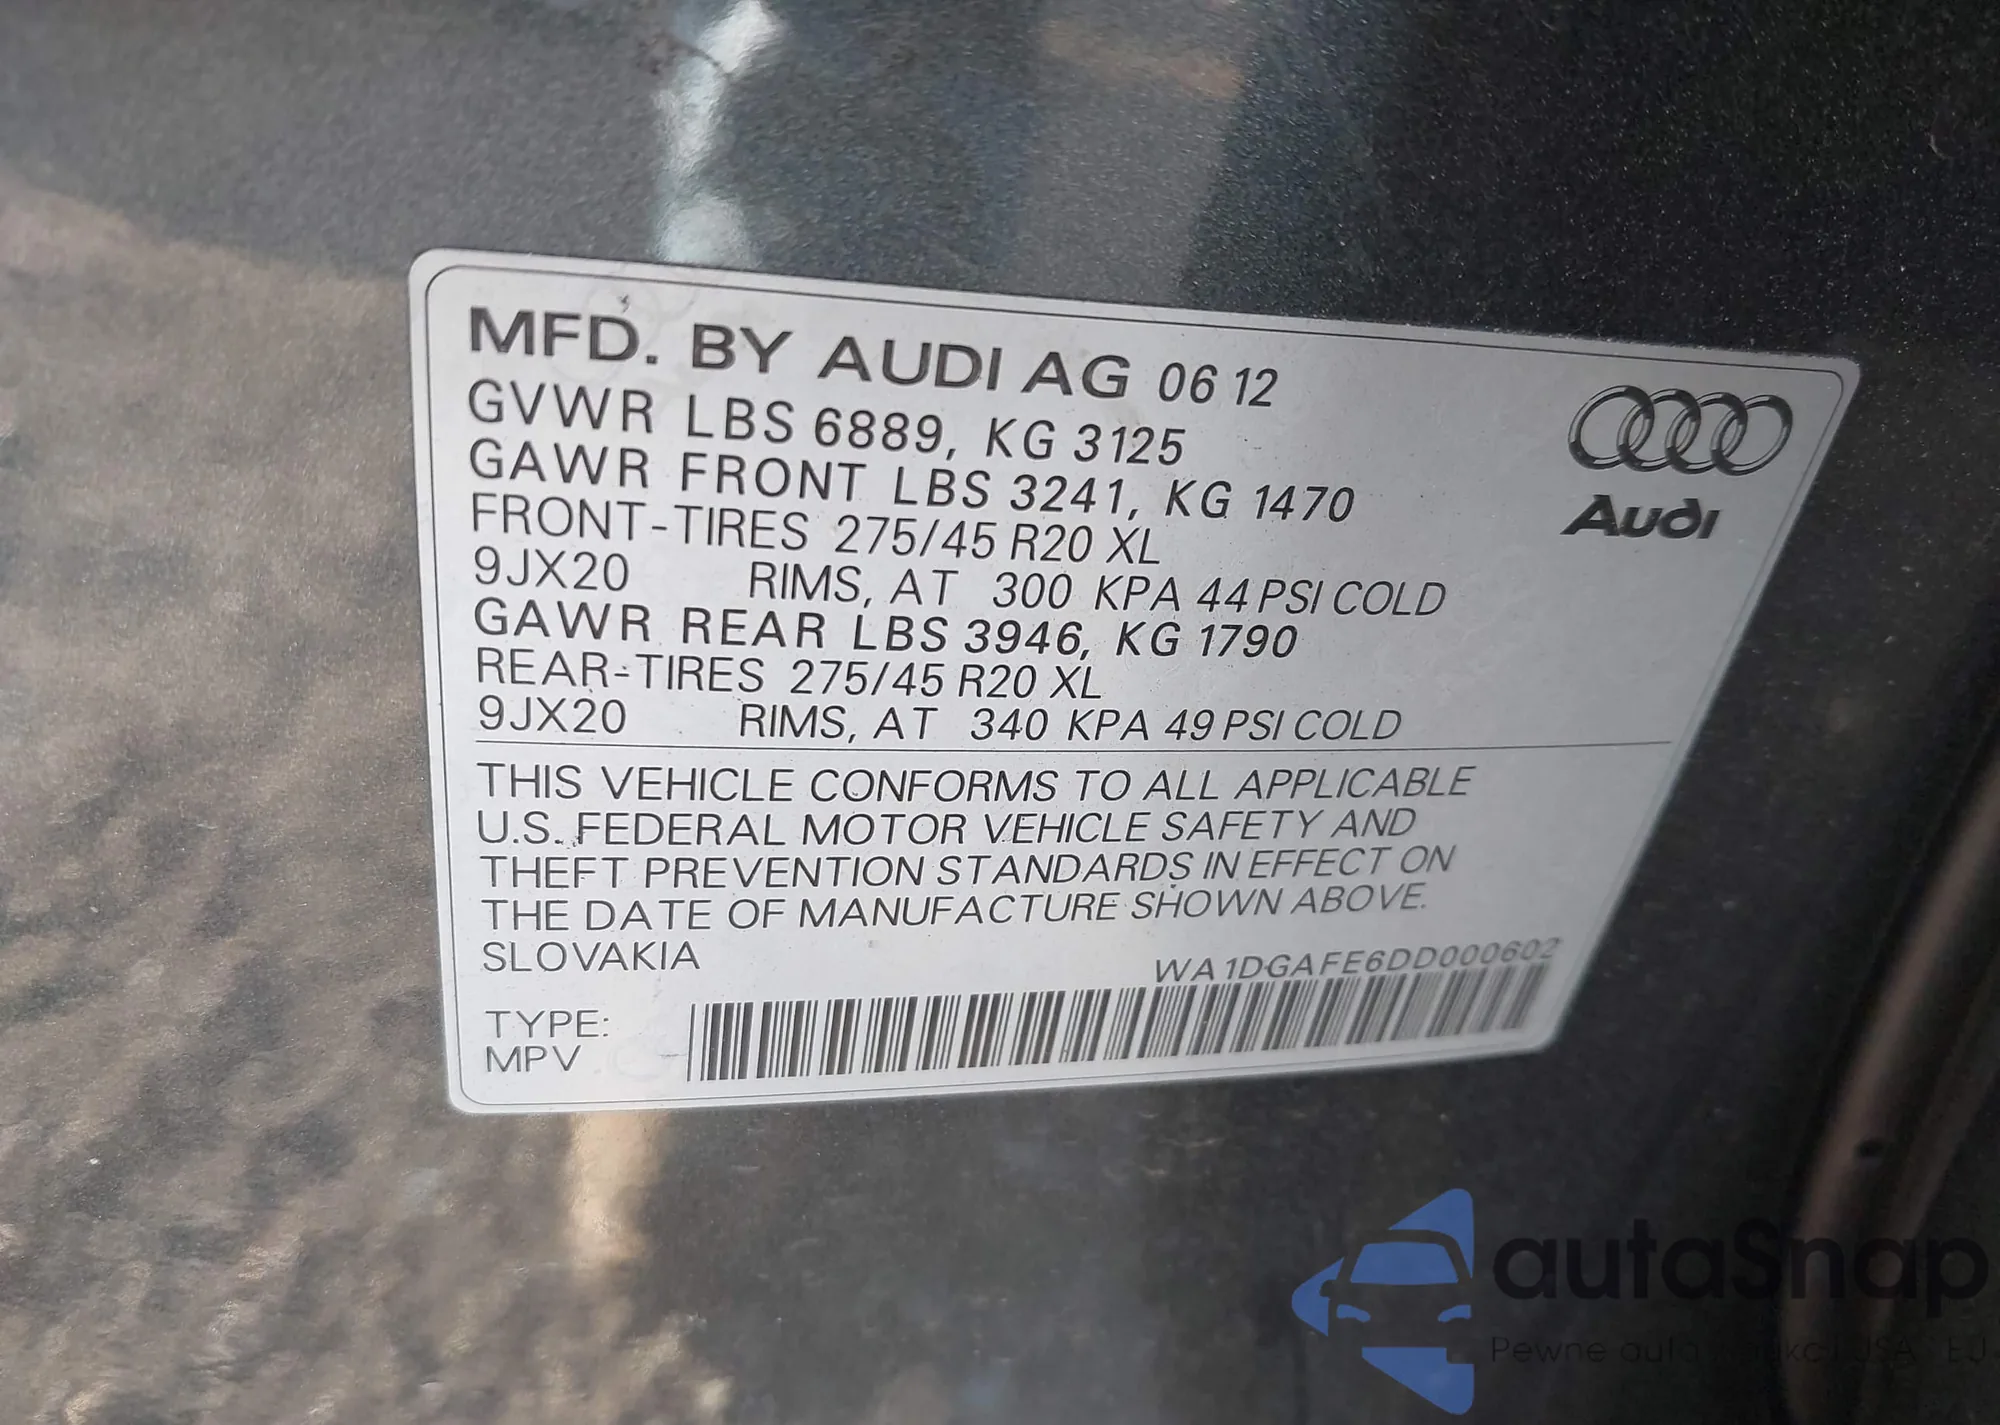 MFD. BY AUDI AG 06 12
GVWR LBS 6889, KG 3125
GAWR FRONT LBS 3241, KG 1470
FRONT-TIRES 275/45 R20 XL
9JX20 RIMS, AT 300 KPA 44 PSI COLD
GAWR REAR LBS 3946, KG 1790
REAR-TIRES 275/45 R20 XL
9JX20 RIMS, AT 340 KPA 49 PSI COLD
Audi
THIS VEHICLE CONFORMS TO ALL APPLICABLE
U.S. FEDERAL MOTOR VEHICLE SAFETY AND
THEFT PREVENTION STANDARDS IN EFFECT ON
THE DATE OF MANUFACTURE SHOWN ABOVE.
SLOVAKIA
WA1DGAFE6DD000602
TYPE:
MPV
autaSnap
Pewne auta USA EU